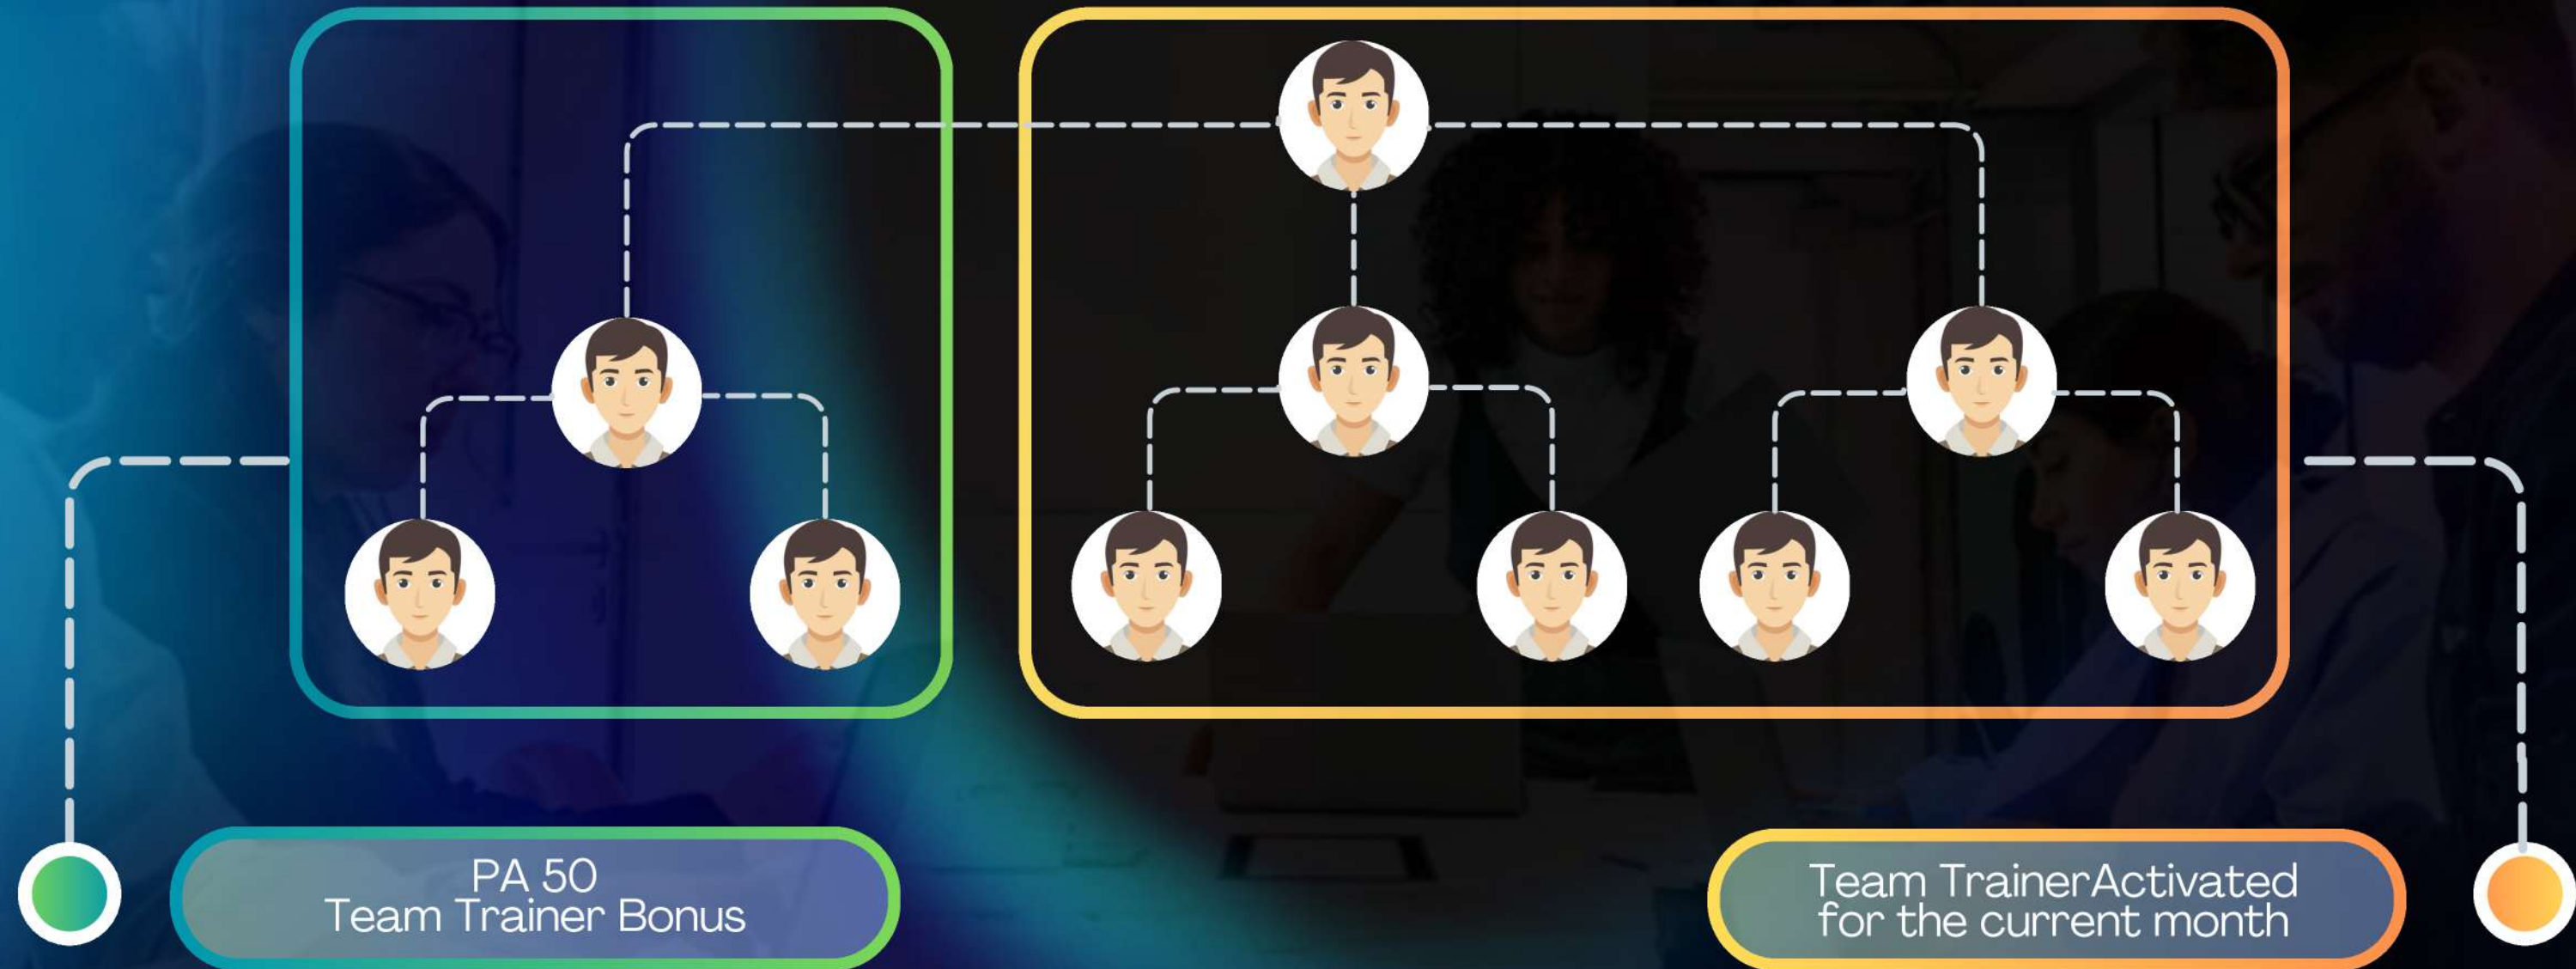 PA 50
Team Trainer Bonus
Team TrainerActivated
for the current month